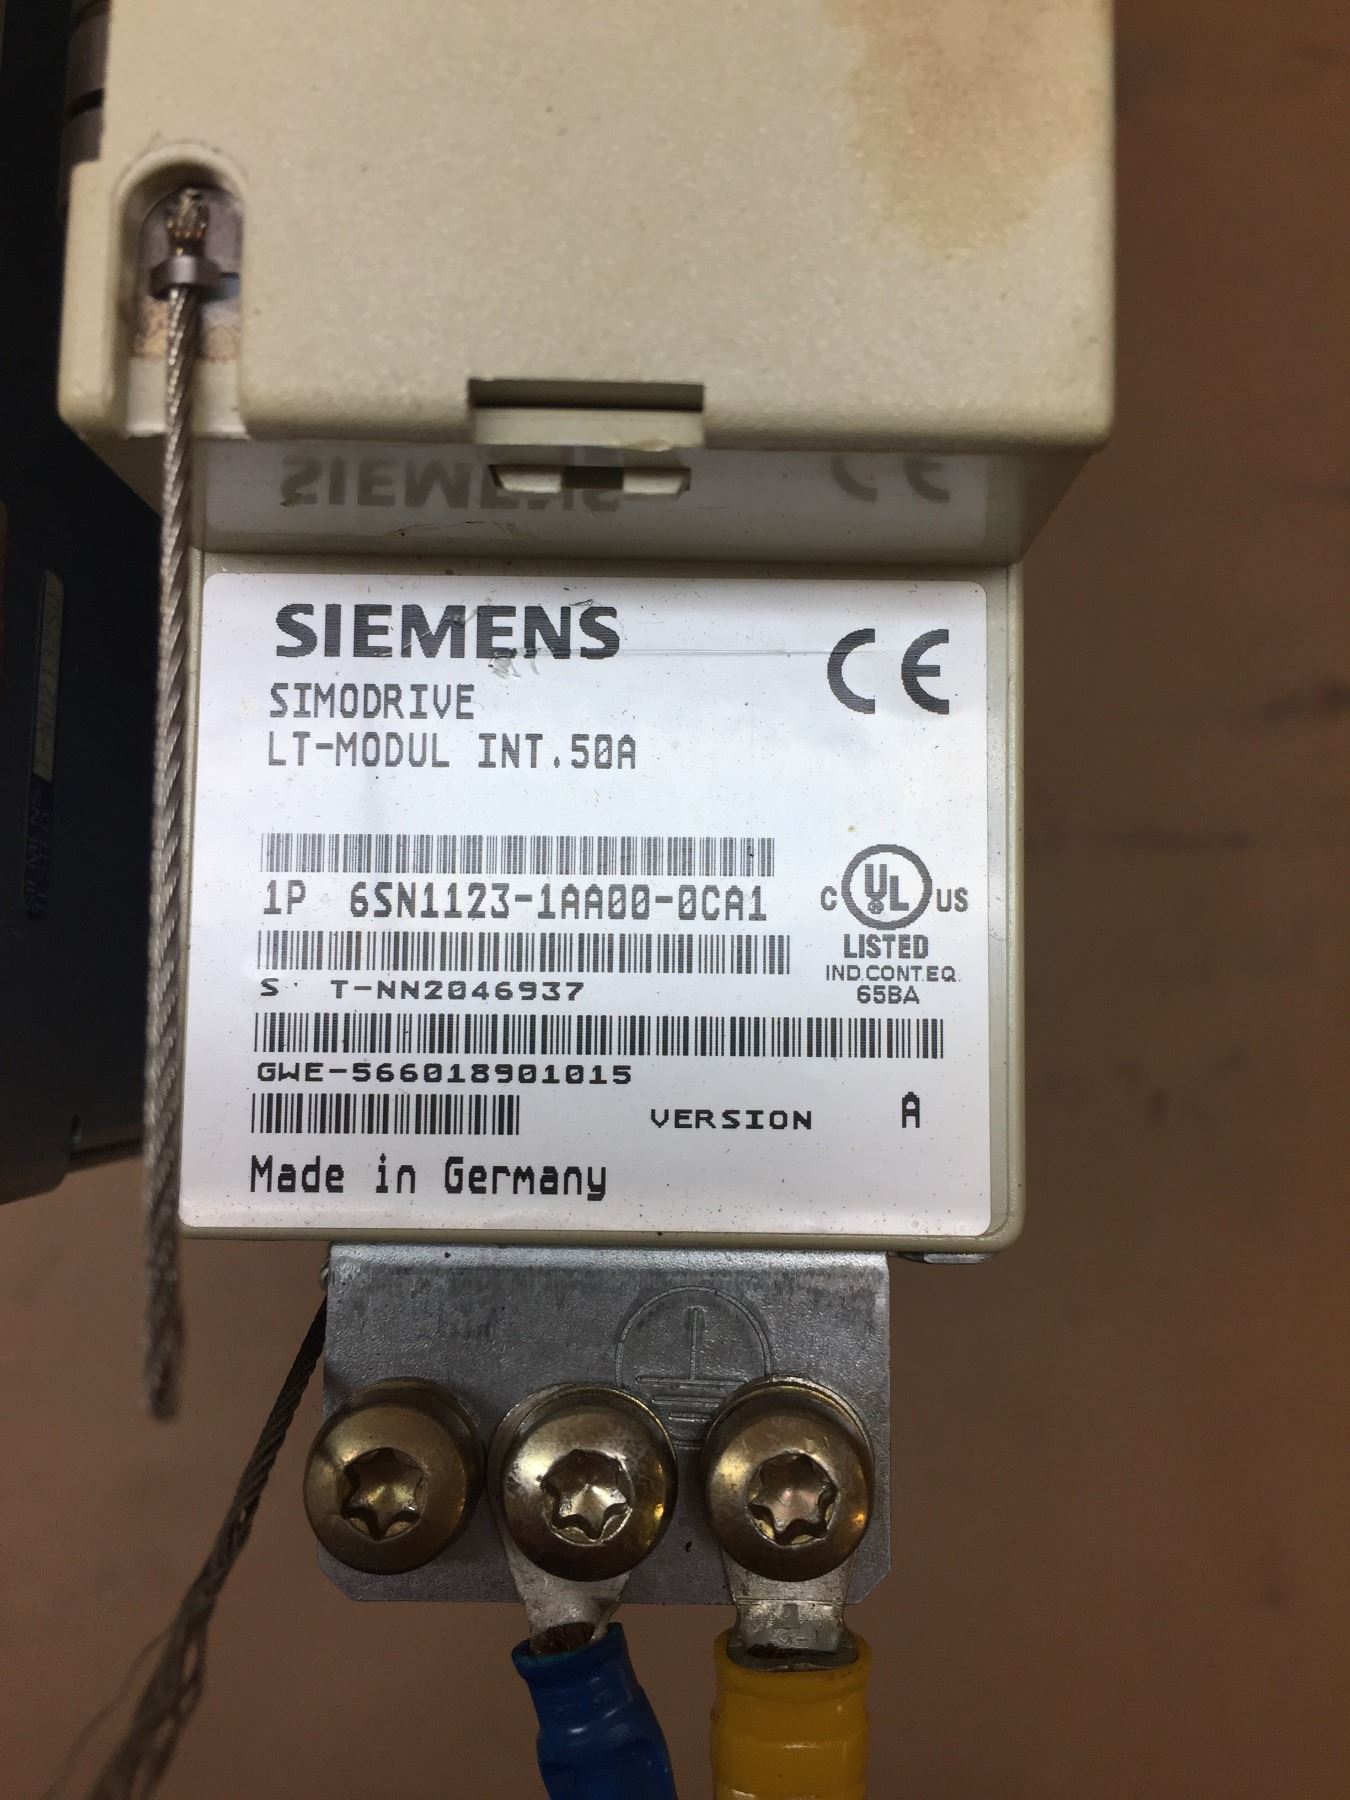 SIEMENS
CE
SIMODRIVE
LT-MODUL INT.50A
1P 6SN1123-1AA00-0CA1
C UL US
LISTED
IND.CONT.EQ.
65BA
S T-NN2046937
GWE-566018901015
VERSION A
Made in Germany